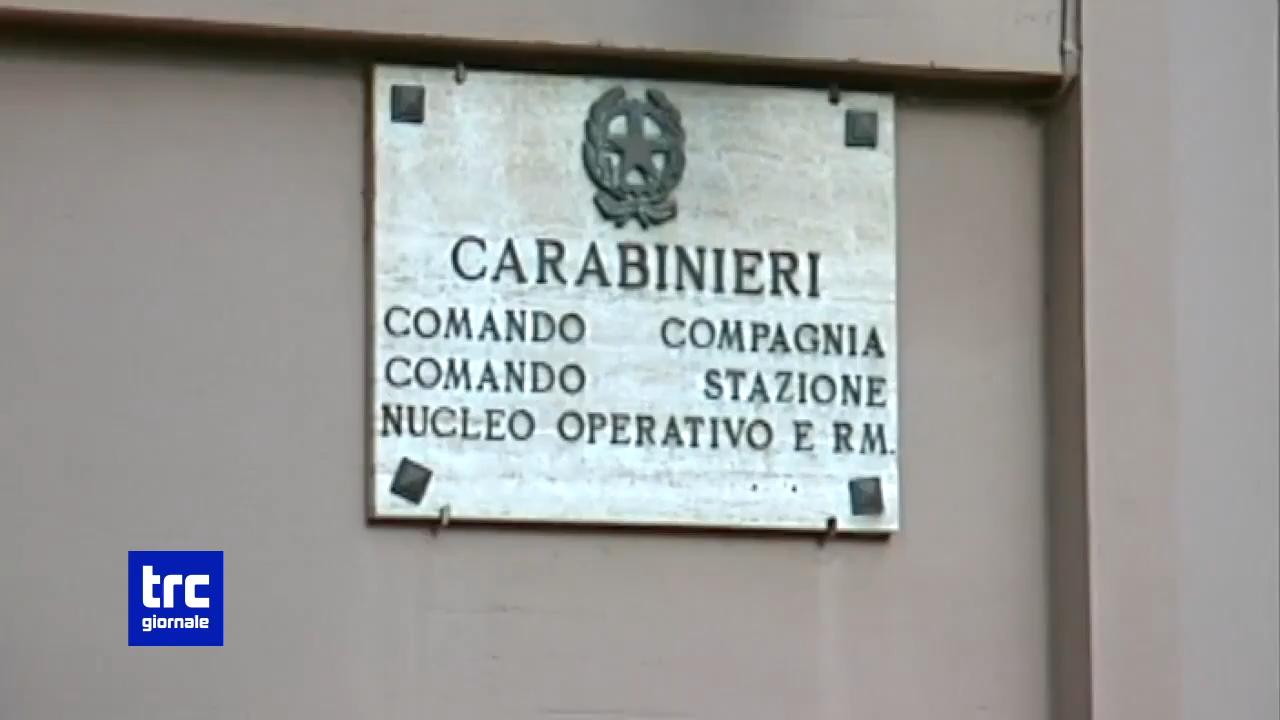 CARABINIERI
COMANDO COMPAGNIA
COMANDO STAZIONE
NUCLEO OPERATIVO E RM.
trc
giornale